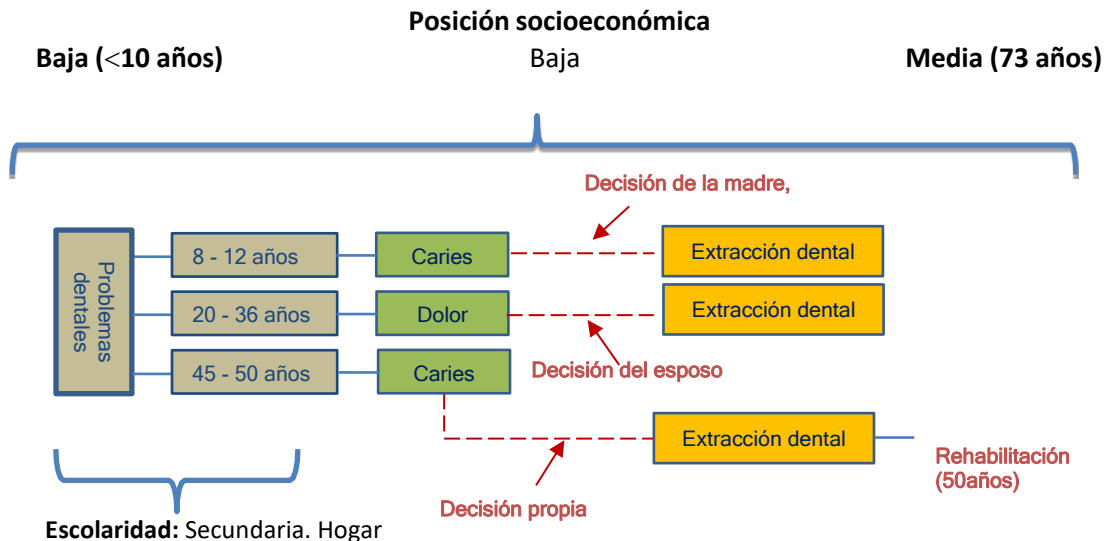 Posición socioeconómica
Baja (<10 años)
Baja
Media (73 años)
Decisión de la madre,
Problemas
dentales
8 - 12 años
Caries
Extracción dental
20 - 36 años
Dolor
Extracción dental
45 - 50 años
Caries
Decisión del esposo
Extracción dental
Rehabilitación
(50años)
Decisión propia
Escolaridad: Secundaria. Hogar